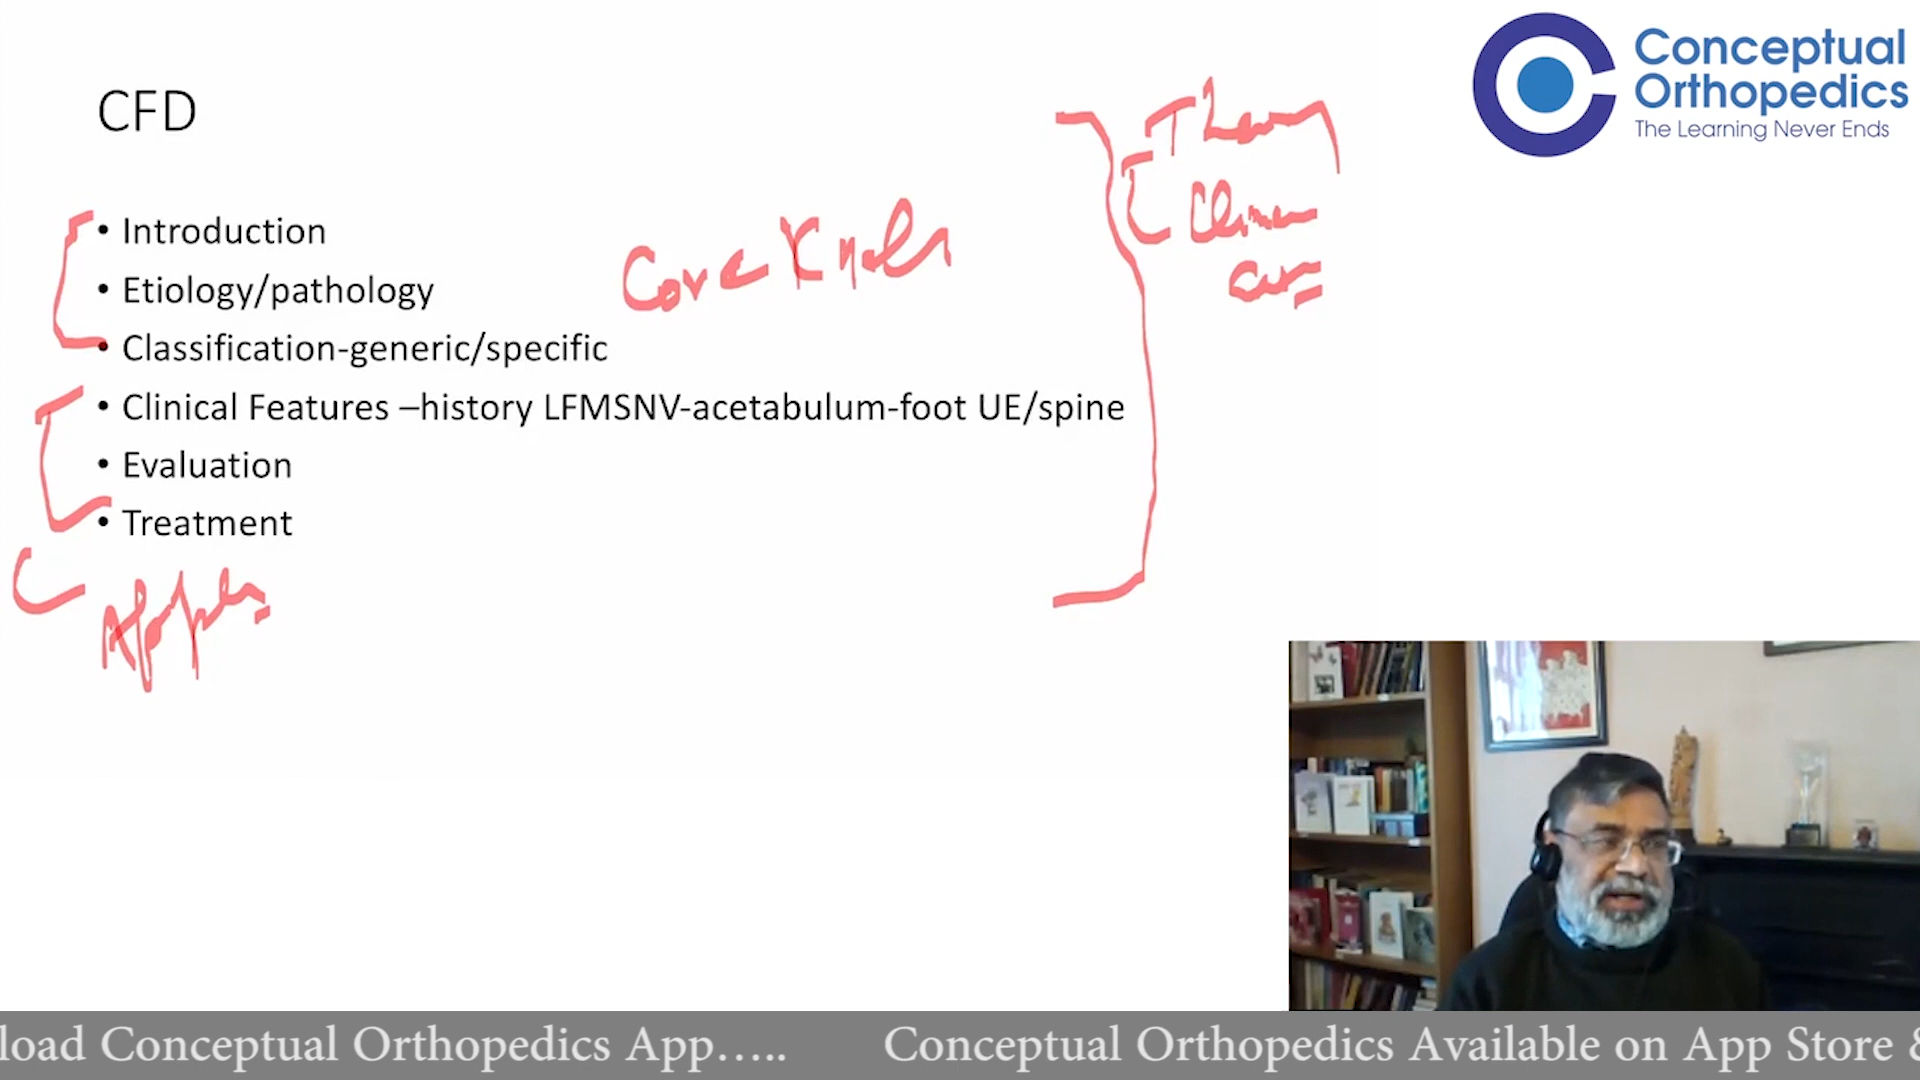 Conceptual
Orthopedics
The Learning Never Ends
CFD
Theory
• Introduction
• Etiology/pathology
Core
• Classification-generic/specific
• Clinical Features –history LFMSNV-acetabulum-foot UE/spine
• Evaluation
• Treatment
load Conceptual Orthopedics App..... Conceptual Orthopedics Available on App Store &